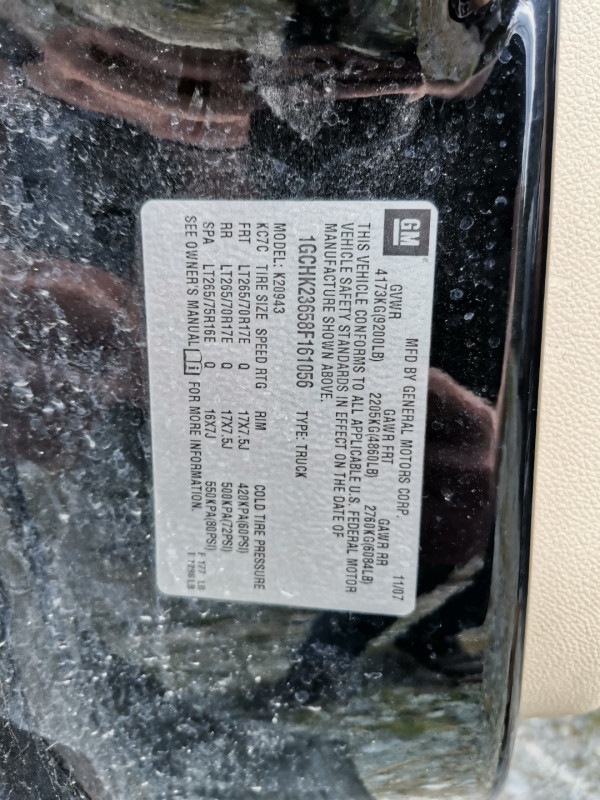 GM
MFD BY GENERAL MOTORS CORP. 11/07
GVWR GAWR FRT GAWR RR
4173KG(9200LB) 2205KG(4860LB) 2760KG(6084LB)
THIS VEHICLE CONFORMS TO ALL APPLICABLE U.S. FEDERAL MOTOR
VEHICLE SAFETY STANDARDS IN EFFECT ON THE DATE OF
MANUFACTURE SHOWN ABOVE.
1GCHK23658F161056 TYPE: TRUCK
MODEL: K20943
KC7C TIRE SIZE SPEED RTG RIM COLD TIRE PRESSURE
FRT LT265/70R17E Q 17X7.5J 420KPA(60PSI)
RR LT265/70R17E Q 17X7.5J 500KPA(72PSI)
SPA LT265/75R16E Q 16X7J 550KPA(80PSI)
SEE OWNER'S MANUAL FOR MORE INFORMATION.